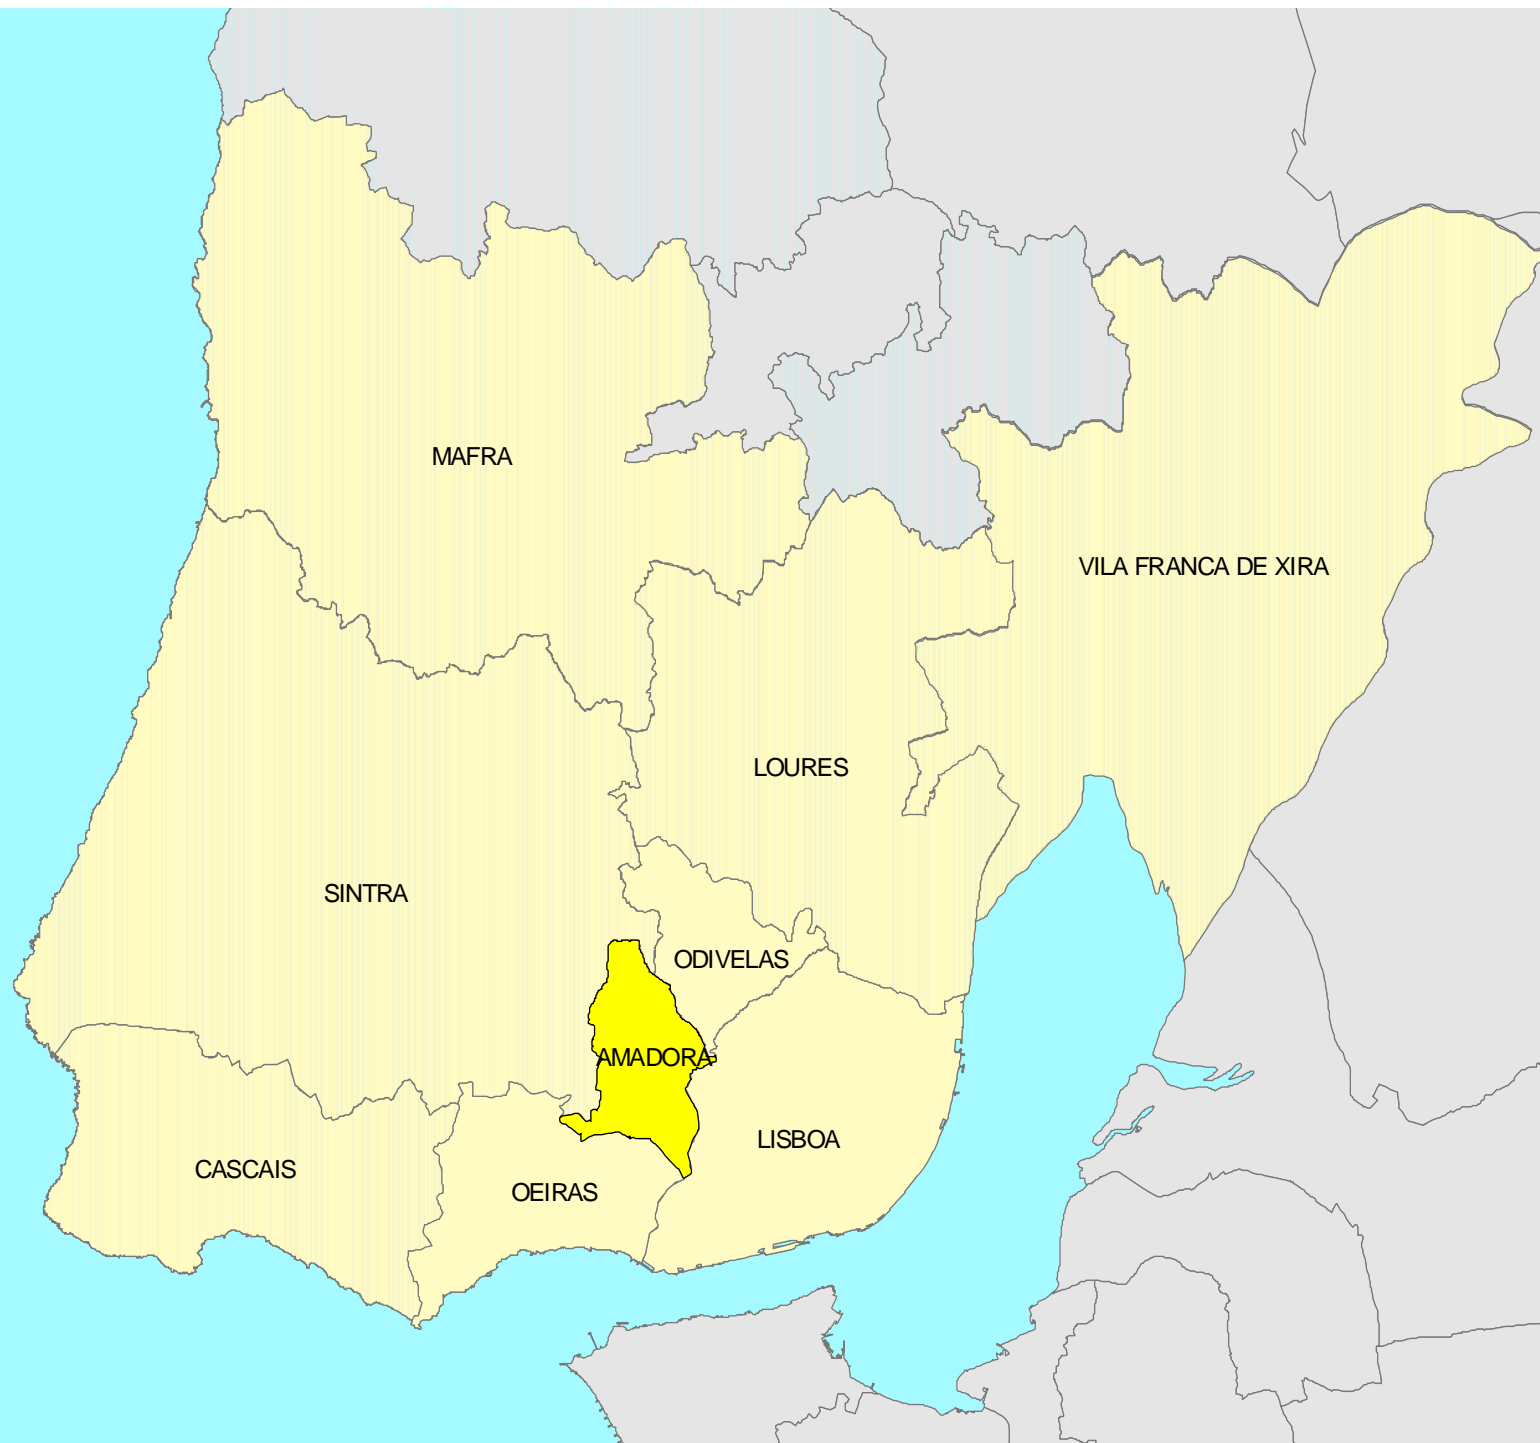 MAFRA
VILA FRANCA DE XIRA
LOURES
SINTRA
ODIVELAS
AMADORA
LISBOA
CASCAIS
OEIRAS